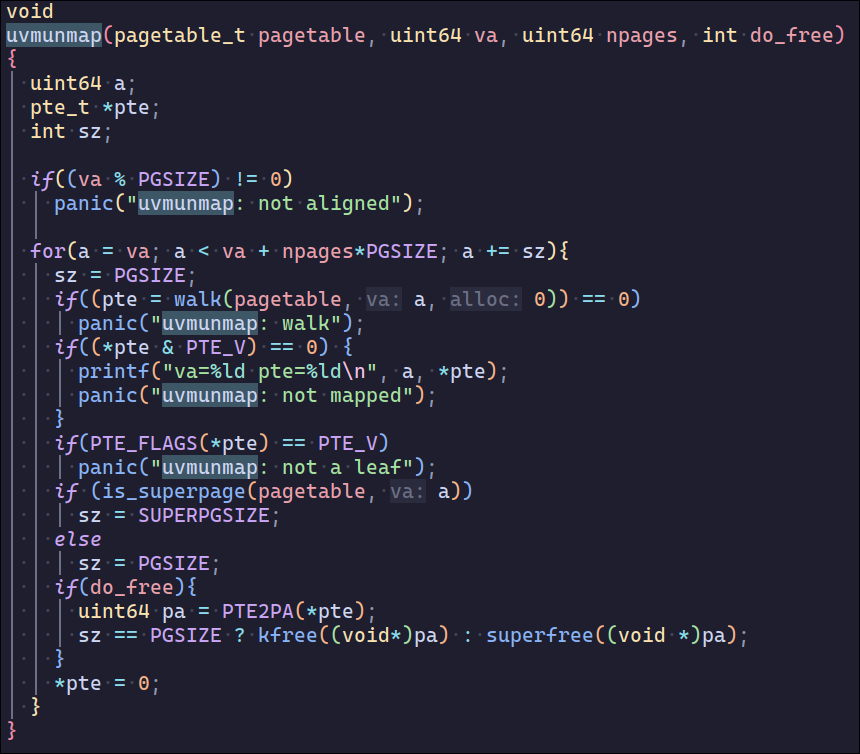 void
uvmunmap(pagetable_t pagetable, uint64 va, uint64 npages, int do_free)
{
  uint64 a;
  pte_t *pte;
  int sz;

  if((va % PGSIZE) != 0)
    panic("uvmunmap: not aligned");

  for(a = va; a < va + npages*PGSIZE; a += sz){
    sz = PGSIZE;
    if((pte = walk(pagetable, va: a, alloc: 0)) == 0)
      panic("uvmunmap: walk");
    if((*pte & PTE_V) == 0) {
      printf("va=%ld pte=%ld\n", a, *pte);
      panic("uvmunmap: not mapped");
    }
    if(PTE_FLAGS(*pte) == PTE_V)
      panic("uvmunmap: not a leaf");
    if (is_superpage(pagetable, va: a))
      sz = SUPERPGSIZE;
    else
      sz = PGSIZE;
    if(do_free){
      uint64 pa = PTE2PA(*pte);
      sz == PGSIZE ? kfree((void*)pa) : superfree((void *)pa);
    }
    *pte = 0;
  }
}